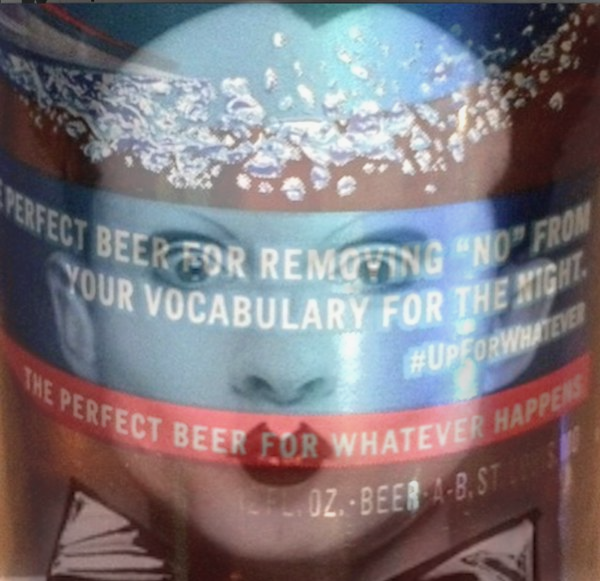 PERFECT BEER FOR REMOVING "NO" FROM
YOUR VOCABULARY FOR THE NIGHT.
#UPFORWHATEVER
THE PERFECT BEER FOR WHATEVER HAPPENS
FL. OZ.-BEER-A-B, ST